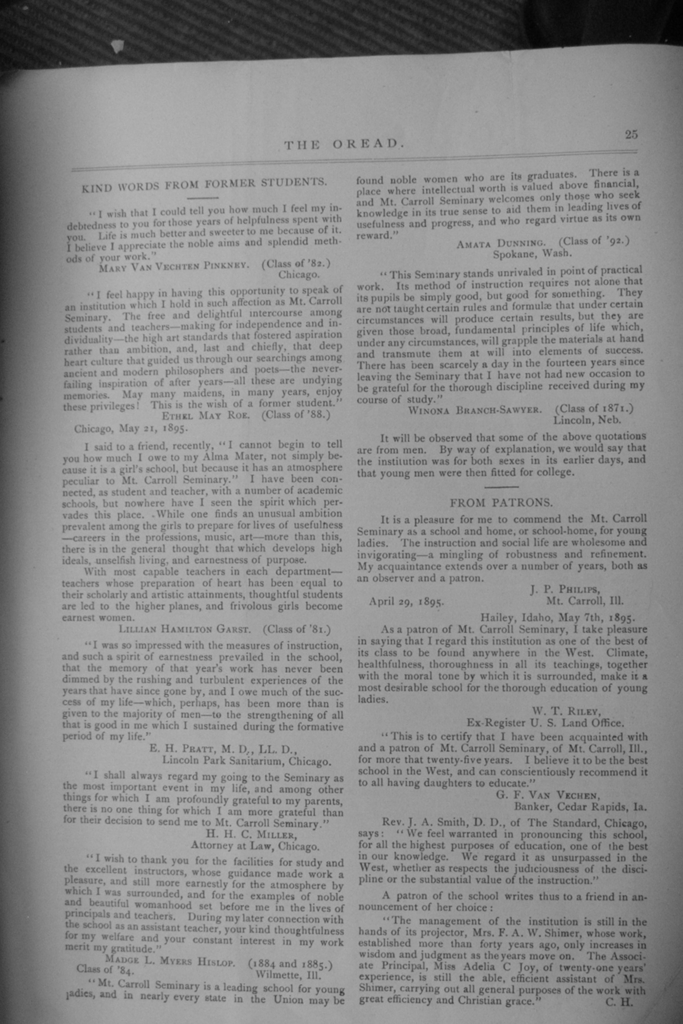 THE OREAD.
25
KIND WORDS FROM FORMER STUDENTS.
"I wish that I could tell you how much I feel my in-
debtedness to you for those years of helpfulness spent with
you. Life is much better and sweeter to me because of it.
I believe I appreciate the noble aims and splendid meth-
ods of your work."
MARY VAN VECHTEN PINKNEY. (Class of '82.)
Chicago.
"I feel happy in having this opportunity to speak of
an institution which I hold in such affection as Mt. Carroll
Seminary. The free and delightful intercourse among
students and teachers—making for independence and in-
dividuality—the high art standards that fostered aspiration
rather than ambition, and, last and chiefly, that deep
heart culture that guided us through our searchings among
ancient and modern philosophers and poets—the never-
failing inspiration of after years—all these are undying
memories. May many maidens, in many years, enjoy
these privileges! This is the wish of a former student."
ETHEL MAY ROE. (Class of '88.)
Chicago, May 21, 1895.
I said to a friend, recently, "I cannot begin to tell
you how much I owe to my Alma Mater, not simply be-
cause it is a girl's school, but because it has an atmosphere
peculiar to Mt. Carroll Seminary." I have been con-
nected, as student and teacher, with a number of academic
schools, but nowhere have I seen the spirit which per-
vades this place. While one finds an unusual ambition
prevalent among the girls to prepare for lives of usefulness
—careers in the professions, music, art—more than this,
there is in the general thought that which develops high
ideals, unselfish living, and earnestness of purpose.
With most capable teachers in each department—
teachers whose preparation of heart has been equal to
their scholarly and artistic attainments, thoughtful students
are led to the higher planes, and frivolous girls become
earnest women.
LILLIAN HAMILTON GARST. (Class of '81.)
"I was so impressed with the measures of instruction,
and such a spirit of earnestness prevailed in the school,
that the memory of that year's work has never been
dimmed by the rushing and turbulent experiences of the
years that have since gone by, and I owe much of the suc-
cess of my life—which, perhaps, has been more than is
given to the majority of men—to the strengthening of all
that is good in me which I sustained during the formative
period of my life."
E. H. PRATT, M. D., LL. D.,
Lincoln Park Sanitarium, Chicago.
"I shall always regard my going to the Seminary as
the most important event in my life, and among other
things for which I am profoundly grateful to my parents,
there is no one thing for which I am more grateful than
for their decision to send me to Mt. Carroll Seminary."
H. H. C. MILLER,
Attorney at Law, Chicago.
"I wish to thank you for the facilities for study and
the excellent instructors, whose guidance made work a
pleasure, and still more earnestly for the atmosphere by
which I was surrounded, and for the examples of noble
and beautiful womanhood set before me in the lives of
principals and teachers. During my later connection with
the school as an assistant teacher, your kind thoughtfulness
for my welfare and your constant interest in my work
merit my gratitude."
MADGE L. MYERS HISLOP. (1884 and 1885.)
Class of '84. Wilmette, Ill.
"Mt. Carroll Seminary is a leading school for young
ladies, and in nearly every state in the Union may be
found noble women who are its graduates. There is a
place where intellectual worth is valued above financial,
and Mt. Carroll Seminary welcomes only those who seek
knowledge in its true sense to aid them in leading lives of
usefulness and progress, and who regard virtue as its own
reward."
AMATA DUNNING. (Class of '92.)
Spokane, Wash.
"This Seminary stands unrivaled in point of practical
work. Its method of instruction requires not alone that
its pupils be simply good, but good for something. They
are not taught certain rules and formulæ that under certain
circumstances will produce certain results, but they are
given those broad, fundamental principles of life which,
under any circumstances, will grapple the materials at hand
and transmute them at will into elements of success.
There has been scarcely a day in the fourteen years since
leaving the Seminary that I have not had new occasion to
be grateful for the thorough discipline received during my
course of study."
WINONA BRANCH-SAWYER. (Class of 1871.)
Lincoln, Neb.
It will be observed that some of the above quotations
are from men. By way of explanation, we would say that
the institution was for both sexes in its earlier days, and
that young men were then fitted for college.
FROM PATRONS.
It is a pleasure for me to commend the Mt. Carroll
Seminary as a school and home, or school-home, for young
ladies. The instruction and social life are wholesome and
invigorating—a mingling of robustness and refinement.
My acquaintance extends over a number of years, both as
an observer and a patron.
J. P. PHILIPS,
April 29, 1895. Mt. Carroll, Ill.
Hailey, Idaho, May 7th, 1895.
As a patron of Mt. Carroll Seminary, I take pleasure
in saying that I regard this institution as one of the best of
its class to be found anywhere in the West. Climate,
healthfulness, thoroughness in all its teachings, together
with the moral tone by which it is surrounded, make it a
most desirable school for the thorough education of young
ladies.
W. T. RILEY,
Ex-Register U. S. Land Office.
"This is to certify that I have been acquainted with
and a patron of Mt. Carroll Seminary, of Mt. Carroll, Ill.,
for more that twenty-five years. I believe it to be the best
school in the West, and can conscientiously recommend it
to all having daughters to educate."
G. F. VAN VECHEN,
Banker, Cedar Rapids, Ia.
Rev. J. A. Smith, D. D., of The Standard, Chicago,
says: "We feel warranted in pronouncing this school,
for all the highest purposes of education, one of the best
in our knowledge. We regard it as unsurpassed in the
West, whether as respects the judiciousness of the disci-
pline or the substantial value of the instruction."
A patron of the school writes thus to a friend in an-
nouncement of her choice:
"The management of the institution is still in the
hands of its projector, Mrs. F. A. W. Shimer, whose work,
established more than forty years ago, only increases in
wisdom and judgment as the years move on. The Associ-
ate Principal, Miss Adelia C Joy, of twenty-one years'
experience, is still the able, efficient assistant of Mrs.
Shimer, carrying out all general purposes of the work with
great efficiency and Christian grace." C. H.